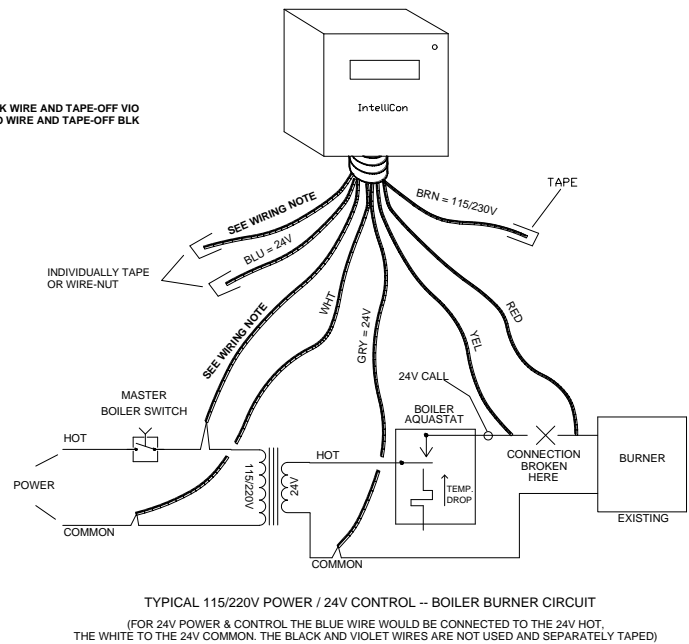 IntelliCon
K WIRE AND TAPE-OFF VIO
O WIRE AND TAPE-OFF BLK
SEE WIRING NOTE
BLU = 24V
INDIVIDUALLY TAPE
OR WIRE-NUT
BRN = 115/230V
TAPE
SEE WIRING NOTE
WHT
GRY = 24V
YEL
RED
24V CALL
MASTER
BOILER SWITCH
BOILER
AQUASTAT
HOT
HOT
POWER
115/220V
24V
TEMP.
DROP
CONNECTION
BROKEN
HERE
BURNER
EXISTING
COMMON
COMMON
TYPICAL 115/220V POWER / 24V CONTROL -- BOILER BURNER CIRCUIT
(FOR 24V POWER & CONTROL THE BLUE WIRE WOULD BE CONNECTED TO THE 24V HOT,
THE WHITE TO THE 24V COMMON. THE BLACK AND VIOLET WIRES ARE NOT USED AND SEPARATELY TAPED)